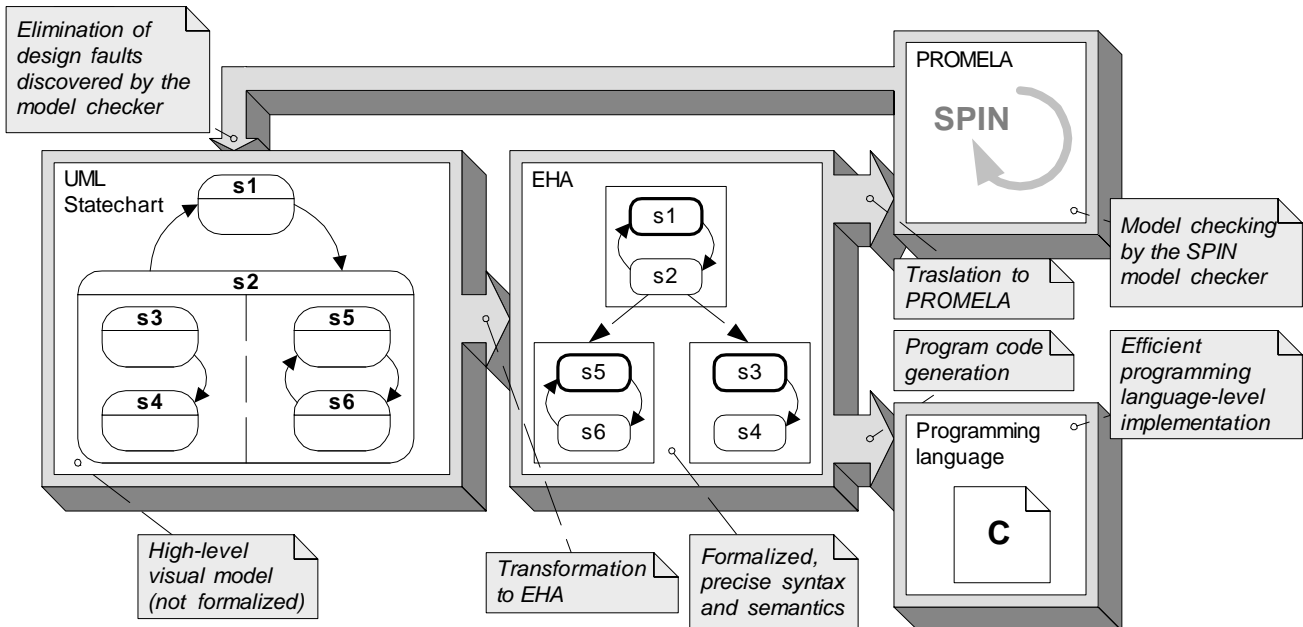 Elimination of
design faults
discovered by the
model checker
PROMELA
SPIN
UML
Statechart
s1
s2
s3
s5
s4
s6
EHA
s1
s2
s5
s6
s3
s4
Traslation to
PROMELA
Model checking
by the SPIN
model checker
Program code
generation
Efficient
programming
language-level
implementation
Programming
language
C
High-level
visual model
(not formalized)
Transformation
to EHA
Formalized,
precise syntax
and semantics